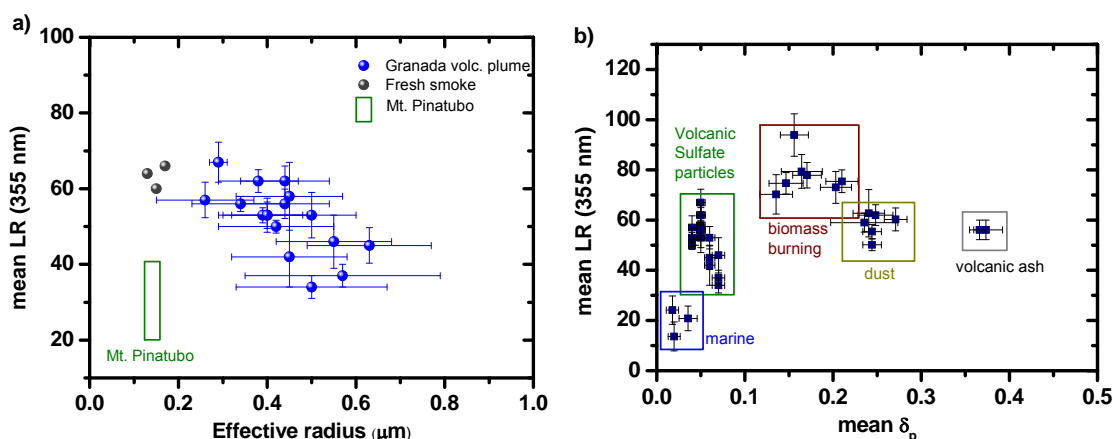 a)
100
80
60
40
20
mean LR (355 nm)
Granada volc. plume
Fresh smoke
Mt. Pinatubo
Mt. Pinatubo
0.0 0.2 0.4 0.6 0.8 1.0
Effective radius (μm)
b)
120
100
80
60
40
20
0
mean LR (355 nm)
Volcanic
Sulfate
particles
biomass
burning
dust
volcanic ash
marine
0.0 0.1 0.2 0.3 0.4 0.5
mean δp